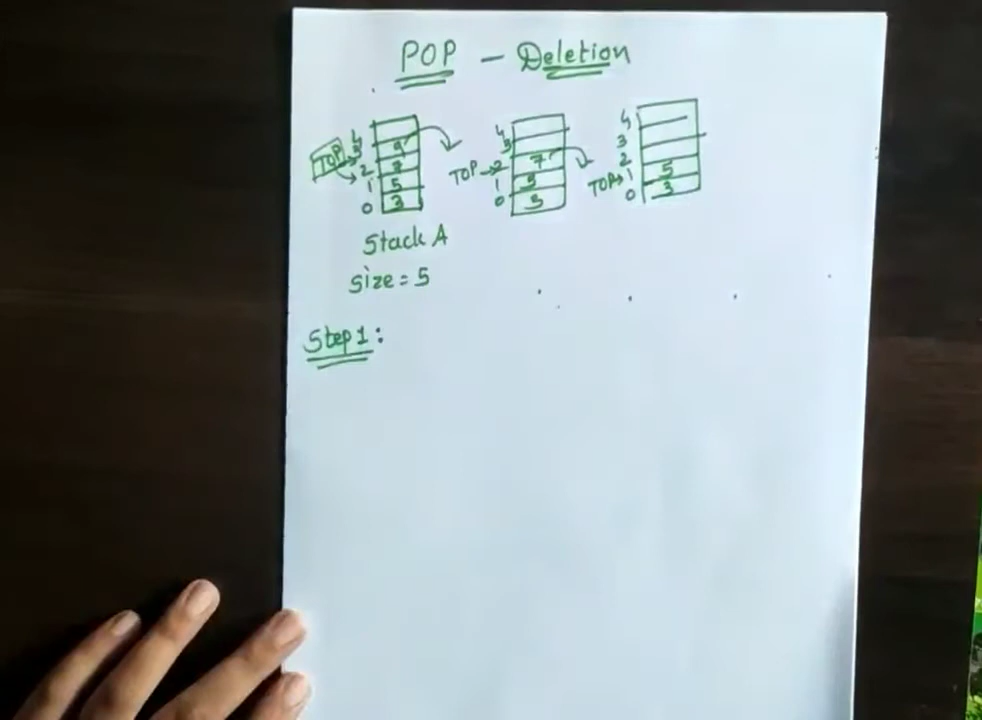 POP - Deletion
4 3 2 1 0 TOP 9 7 5 3
4 3 2 1 0 TOP 7 5 3
4 3 2 1 0 TOP 5 3
Stack A
size = 5
Step 1: